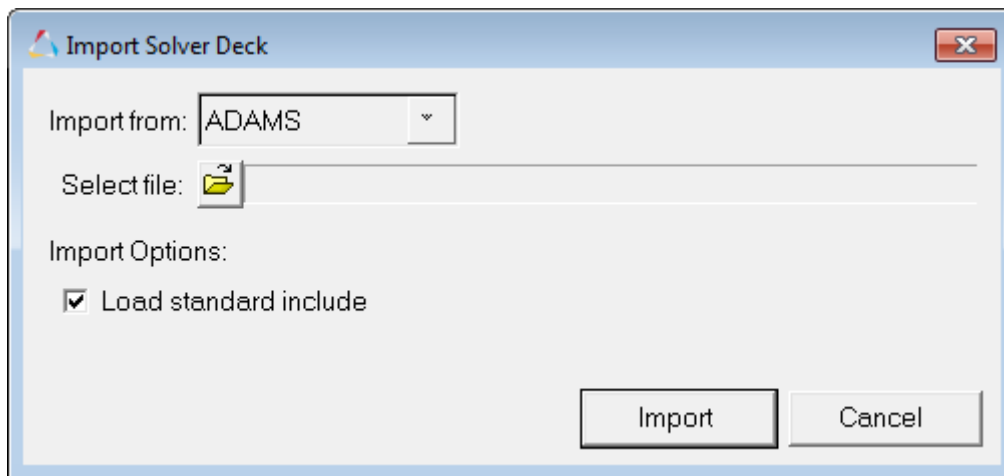 Import Solver Deck
Import from: ADAMS
Select file:
Import Options:
Load standard include
Import Cancel